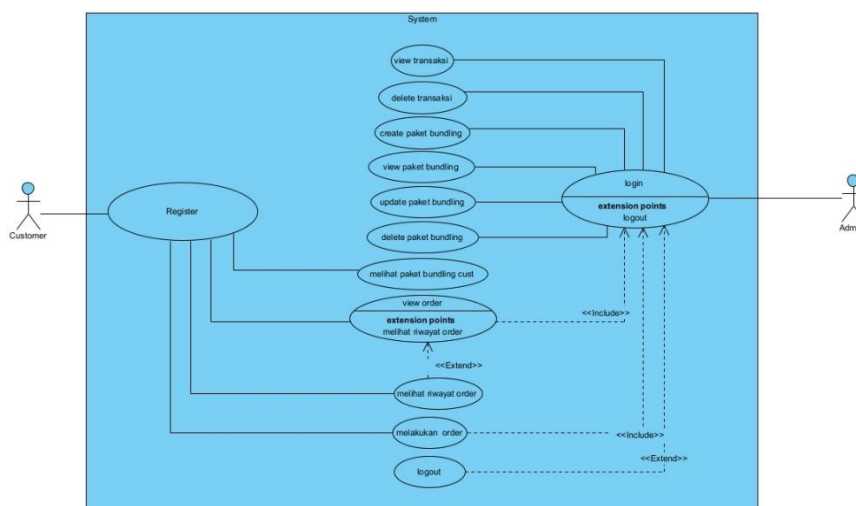 System
view transaksi
delete transaksi
create paket bundling
view paket bundling
update paket bundling
delete paket bundling
login
extension points
logout
Register
Customer
Adm
melihat paket bundling cust
view order
extension points
melihat riwayat order
<<Include>>
<<Extend>>
melihat riwayat order
melakukan order
<<Include>>
<<Extend>>
logout